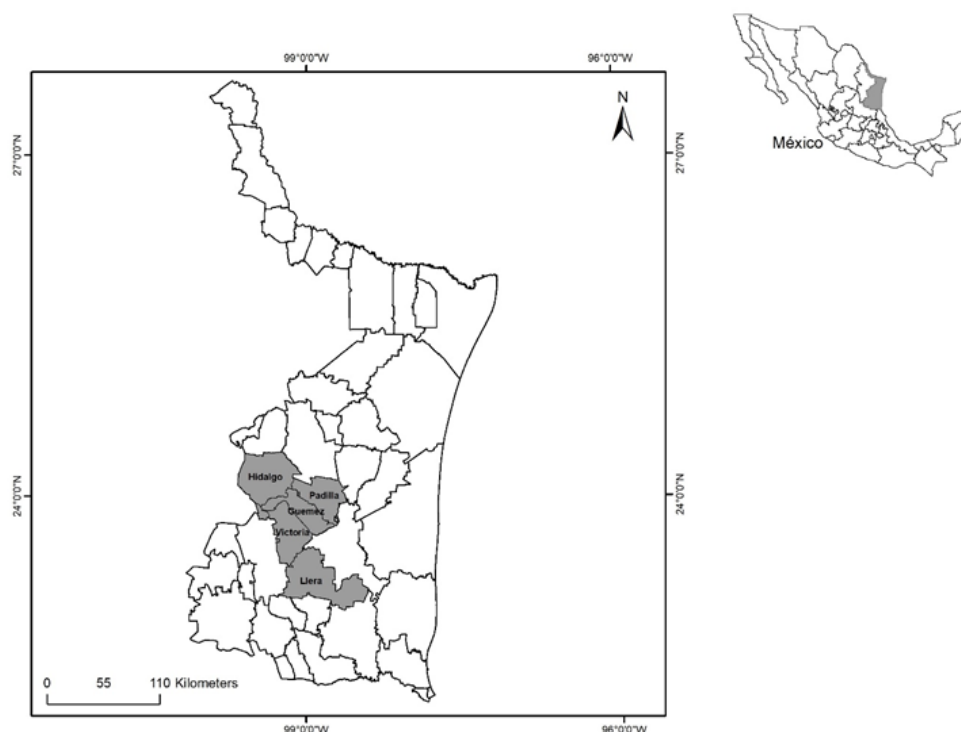 99°0'0"W
96°0'0"W
N
México
27°0'0"N
27°0'0"N
Hidalgo
Padilla
Guemez
Victoria
Llera
24°0'0"N
24°0'0"N
0 55 110 Kilometers
99°0'0"W
96°0'0"W